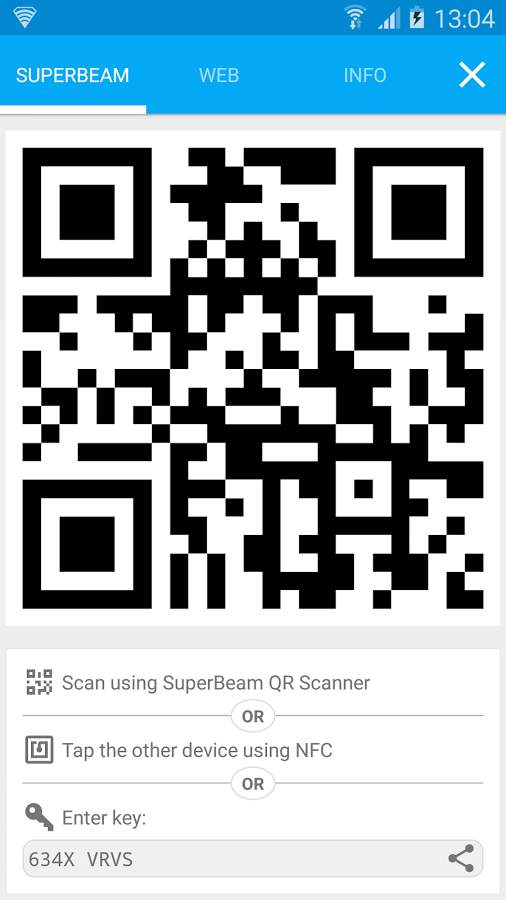 13:04
SUPERBEAM WEB INFO
Scan using SuperBeam QR Scanner
OR
Tap the other device using NFC
OR
Enter key:
634X VRVS